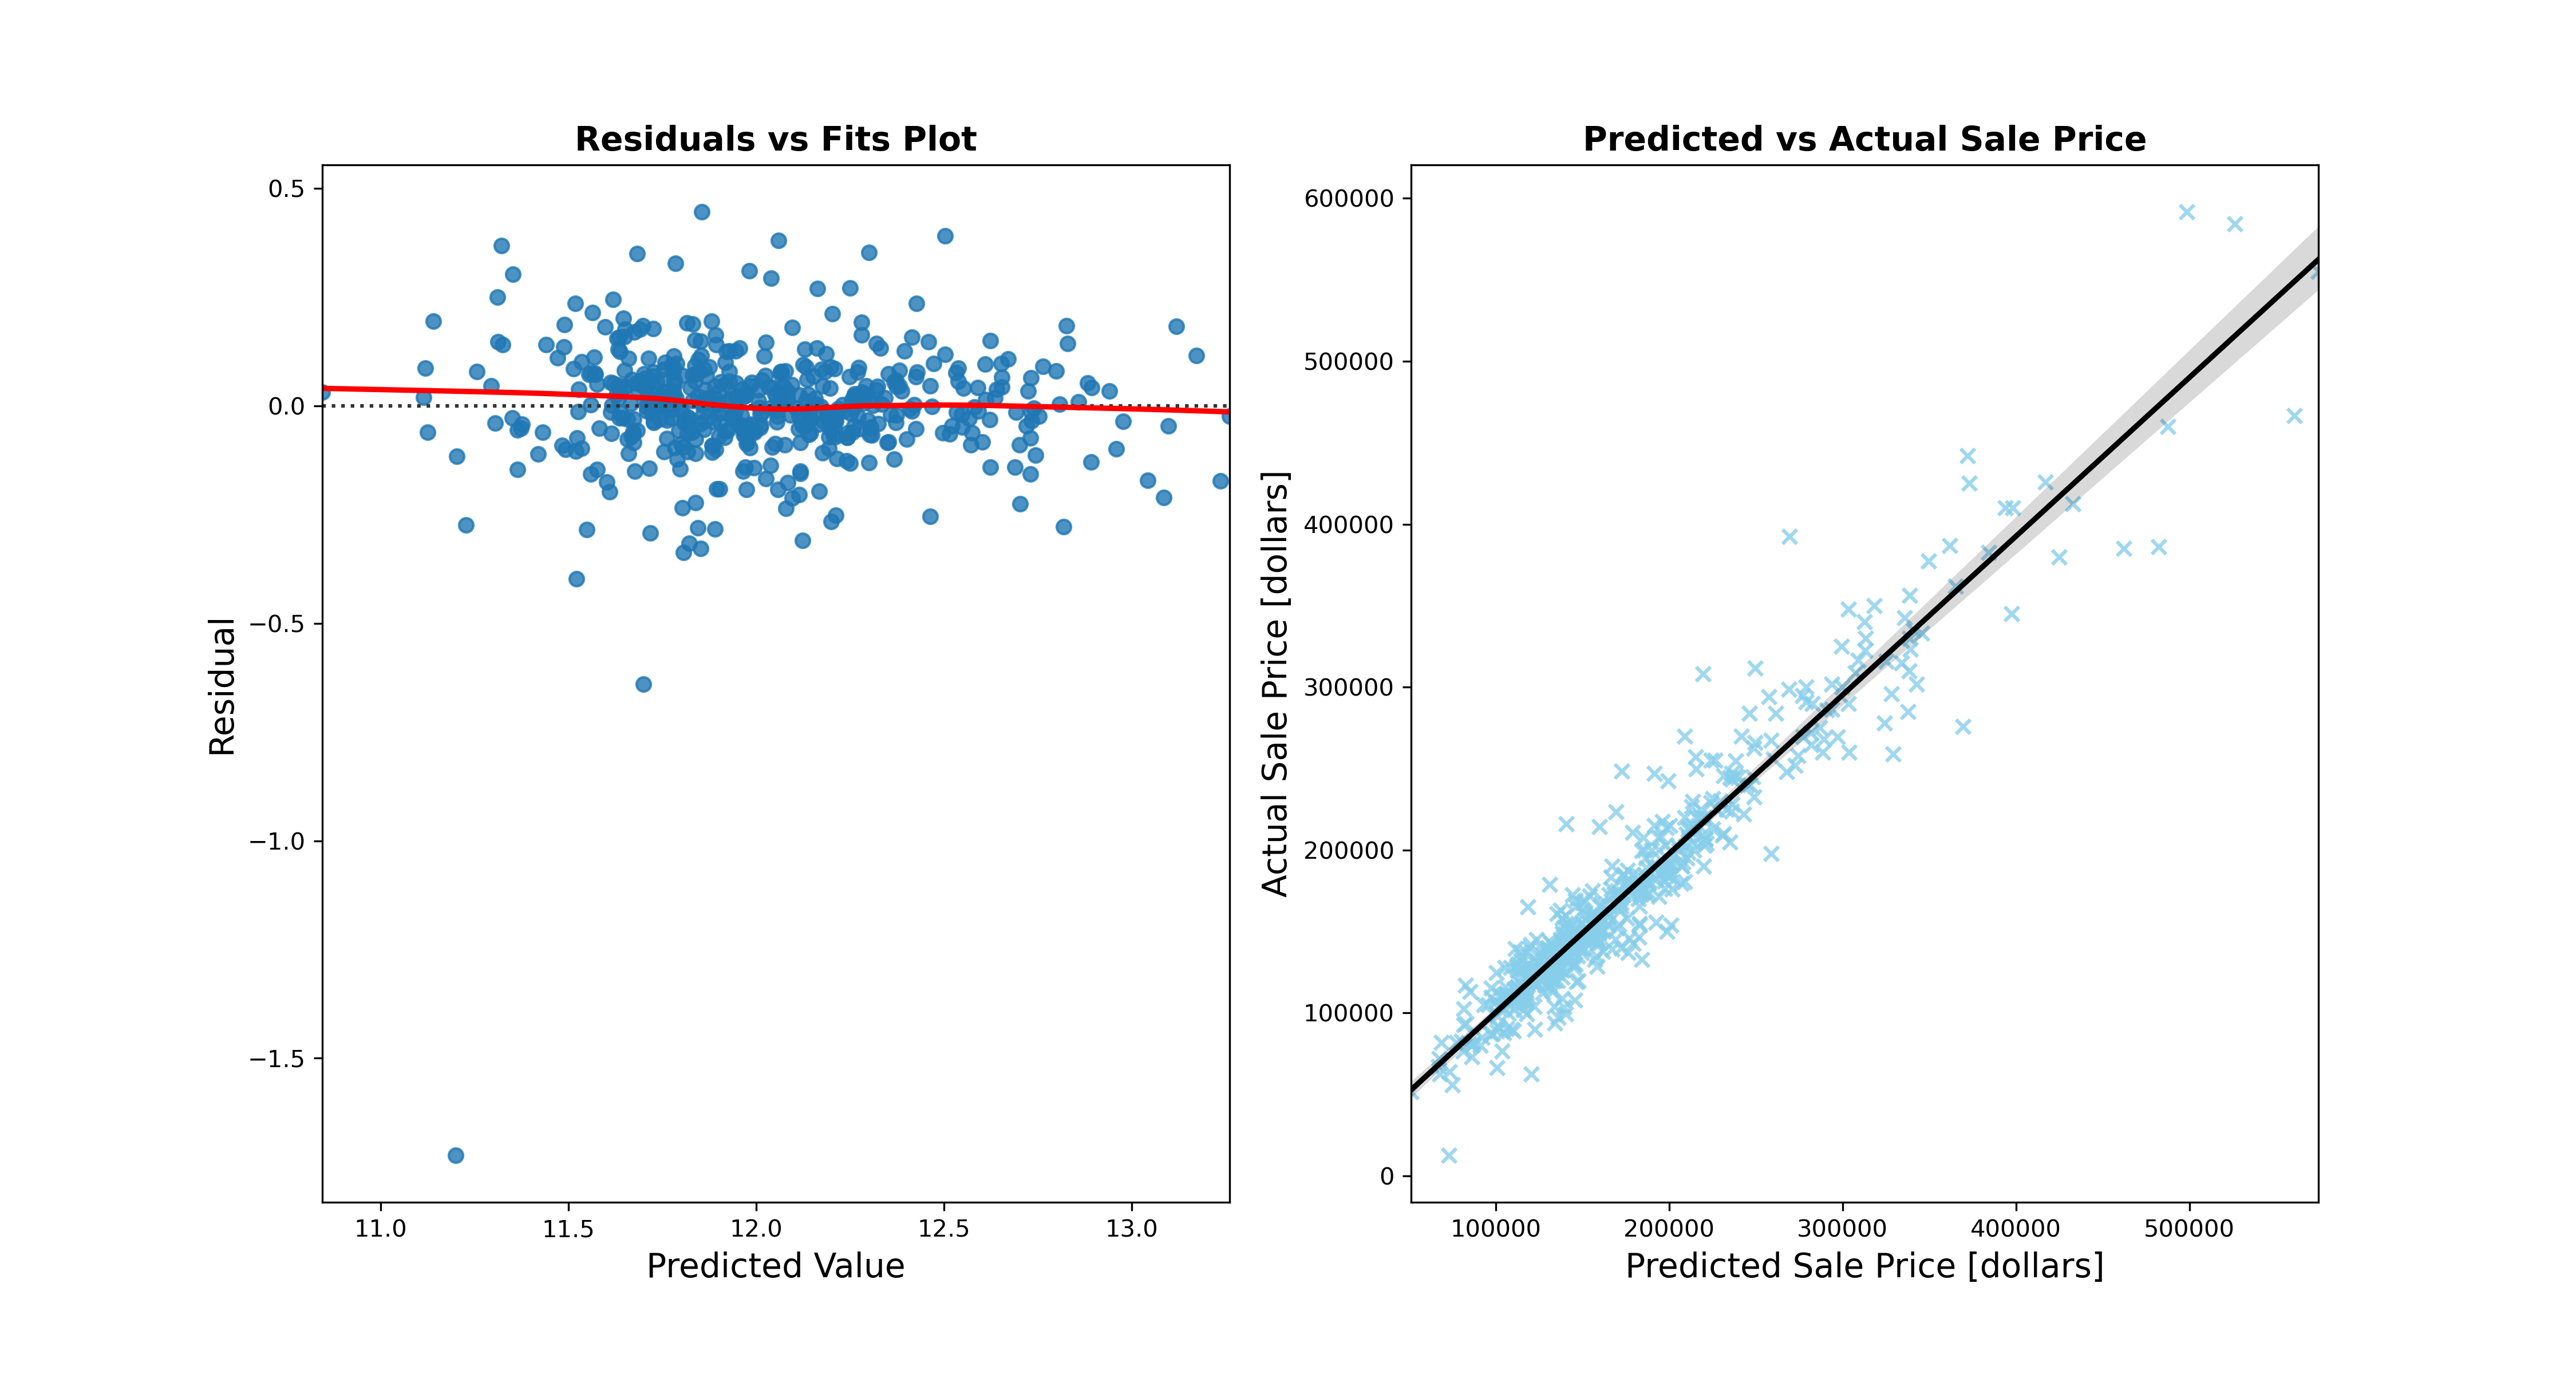 Residuals vs Fits Plot
0.5
0.0
−0.5
−1.0
−1.5
Residual
11.0 11.5 12.0 12.5 13.0
Predicted Value
Predicted vs Actual Sale Price
600000
500000
400000
300000
200000
100000
0
Actual Sale Price [dollars]
100000 200000 300000 400000 500000
Predicted Sale Price [dollars]